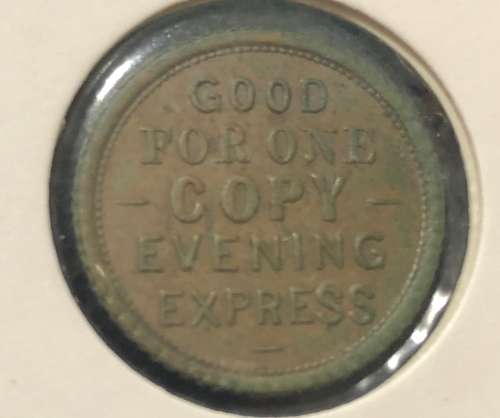 GOOD
FOR ONE
- COPY -
EVENING
EXPRESS
-